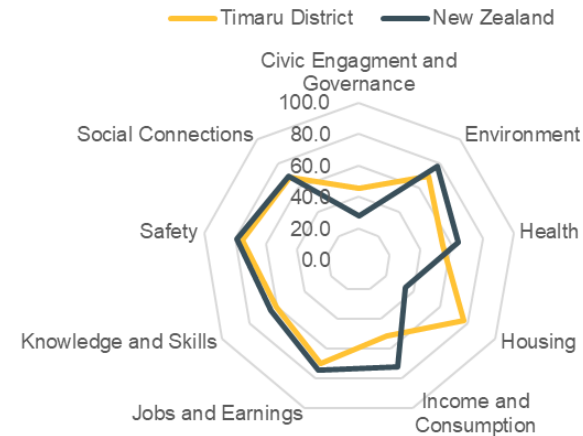 Timaru District
New Zealand
Civic Engagment and
Governance
100.0
80.0
60.0
40.0
20.0
0.0
Environment
Health
Housing
Income and
Consumption
Jobs and Earnings
Knowledge and Skills
Safety
Social Connections